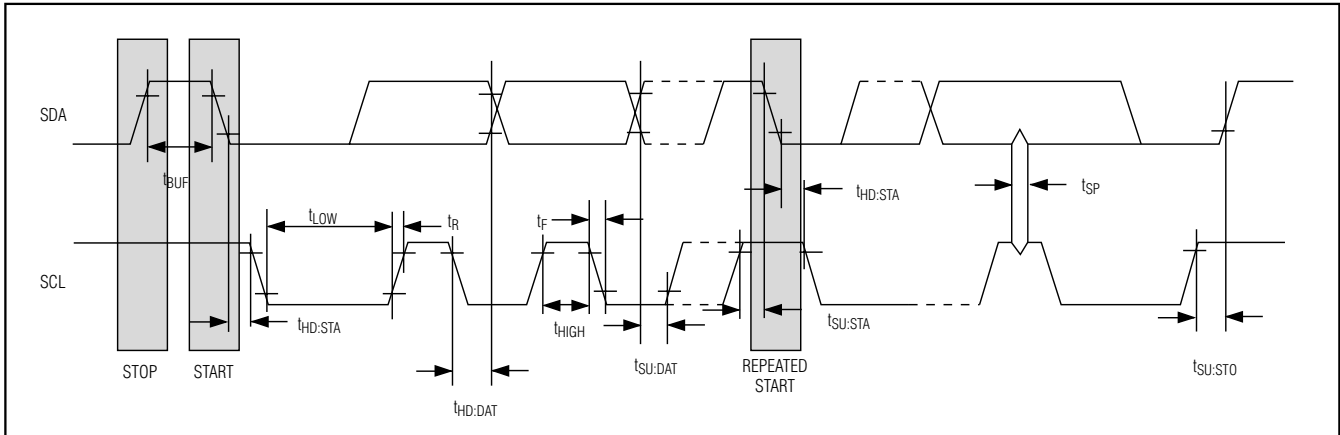 SDA
tBUF
tLOW
tR
tF
tHD:STA
tSP
SCL
tHD:STA
tHIGH
tSU:DAT
tSU:STA
tSU:STO
STOP
START
REPEATED
START
tHD:DAT